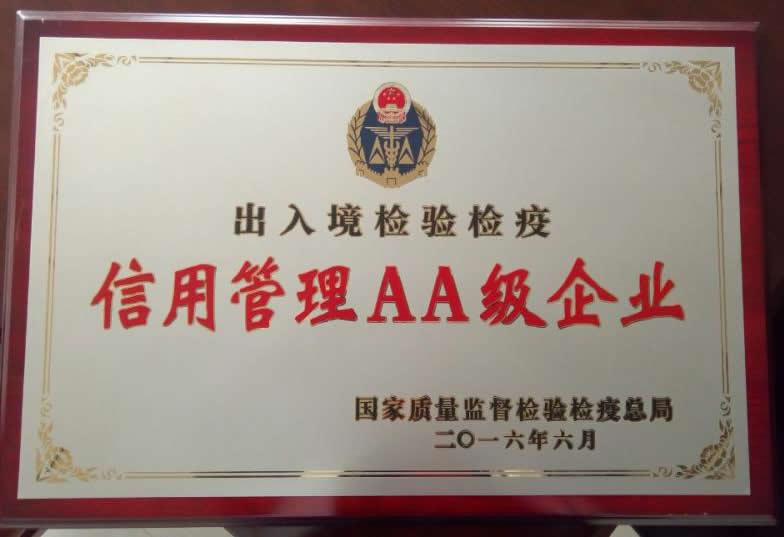 出入境检验检疫
信用管理AA级企业
国家质量监督检验检疫总局
二〇一六年六月